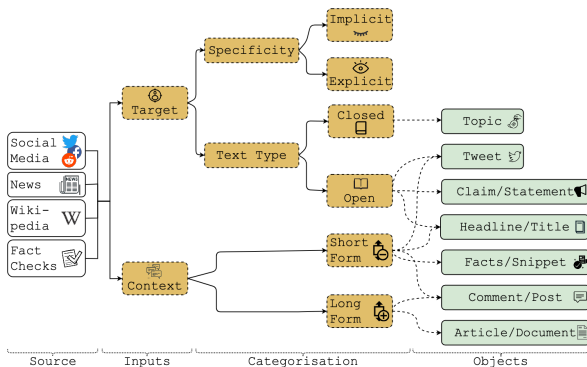 Implicit
Specificity
Explicit
Target
Closed
Topic
Social
Media
Text Type
Tweet
NEWS
News
Open
Claim/Statement
Wiki-
pedia
W
Headline/Title
Short
Form
Fact
Checks
Facts/Snippet
Context
Long
Form
Comment/Post
Article/Document
Source
Inputs
Categorisation
Objects